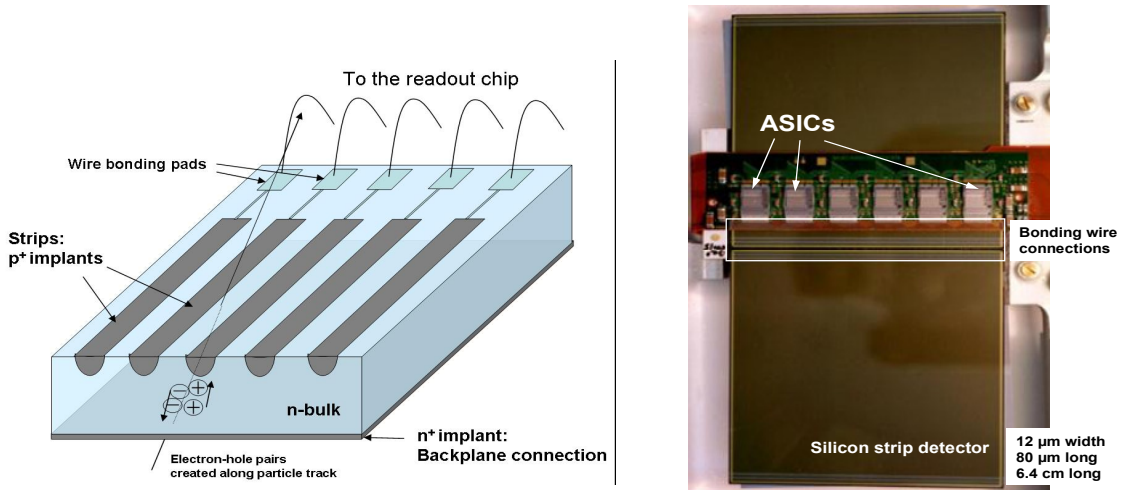 To the readout chip
Wire bonding pads
Strips:
p+ implants
n-bulk
n+ implant:
Backplane connection
Electron-hole pairs
created along particle track
ASICs
Bonding wire
connections
Silicon strip detector
12 µm width
80 µm long
6.4 cm long